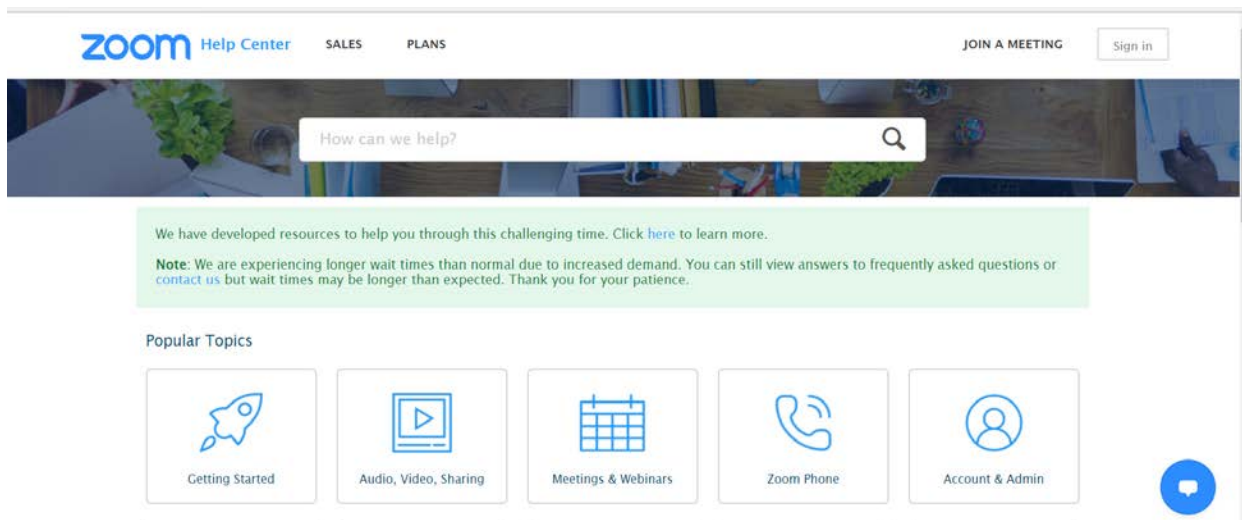 zoom Help Center SALES PLANS JOIN A MEETING Sign in
How can we help?
We have developed resources to help you through this challenging time. Click here to learn more.
Note: We are experiencing longer wait times than normal due to increased demand. You can still view answers to frequently asked questions or
contact us but wait times may be longer than expected. Thank you for your patience.
Popular Topics
Getting Started Audio, Video, Sharing Meetings & Webinars Zoom Phone Account & Admin